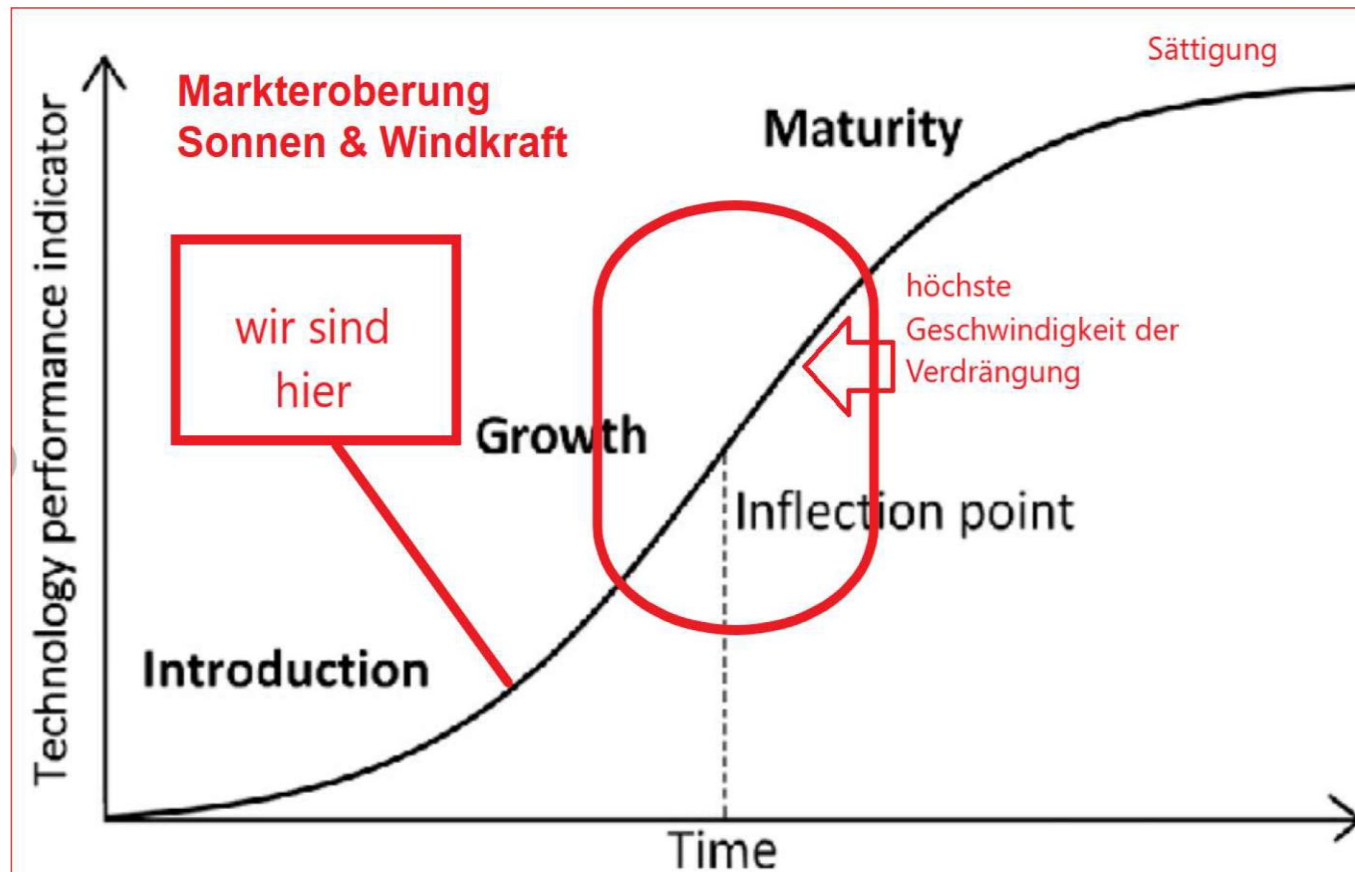 Sättigung
Markteroberung
Sonnen & Windkraft
Maturity
wir sind
hier
höchste
Geschwindigkeit der
Verdrängung
Growth
Inflection point
Introduction
Technology performance indicator
Time